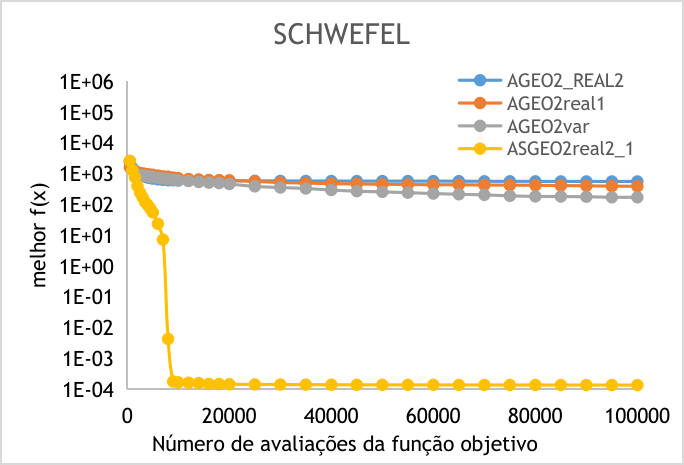 SCHWEFEL
AGEO2_REAL2
AGEO2real1
AGEO2var
ASGEO2real2_1
melhor f(x)
1E+06
1E+05
1E+04
1E+03
1E+02
1E+01
1E+00
1E-01
1E-02
1E-03
1E-04
0 20000 40000 60000 80000 100000
Número de avaliações da função objetivo